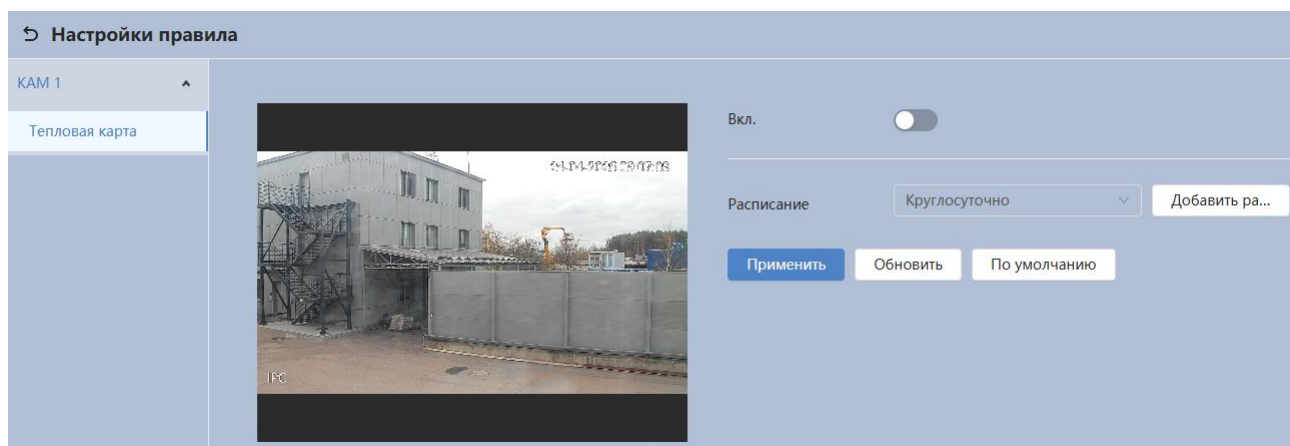 Настройки правила
КАМ 1
Тепловая карта
Вкл.
Расписание
Круглосуточно
Добавить ра...
Применить
Обновить
По умолчанию
IPC